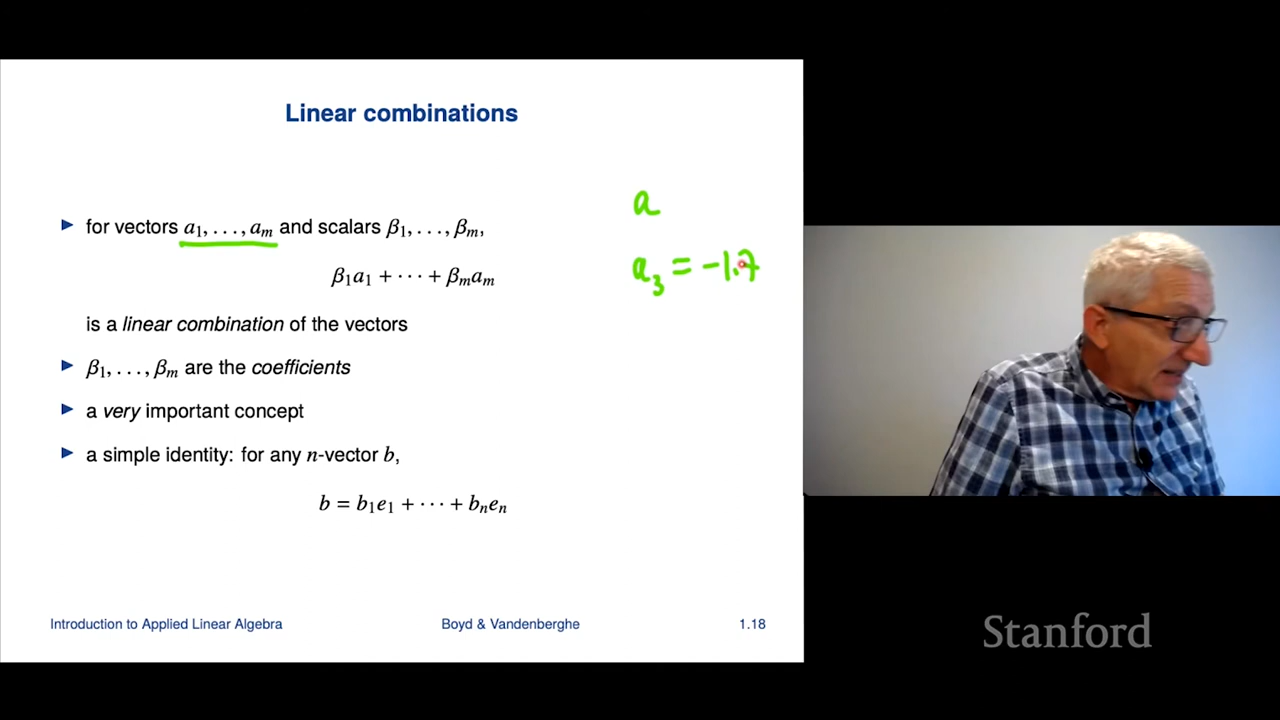 Linear combinations
▶ for vectors a₁, . . . , aₘ and scalars β₁, . . . , βₘ,
β₁a₁ + · · · + βₘaₘ
is a linear combination of the vectors
▶ β₁, . . . , βₘ are the coefficients
▶ a very important concept
▶ a simple identity: for any n-vector b,
b = b₁e₁ + · · · + bₙeₙ
a
a₃ = -1.7
Introduction to Applied Linear Algebra Boyd & Vandenberghe 1.18
Stanford